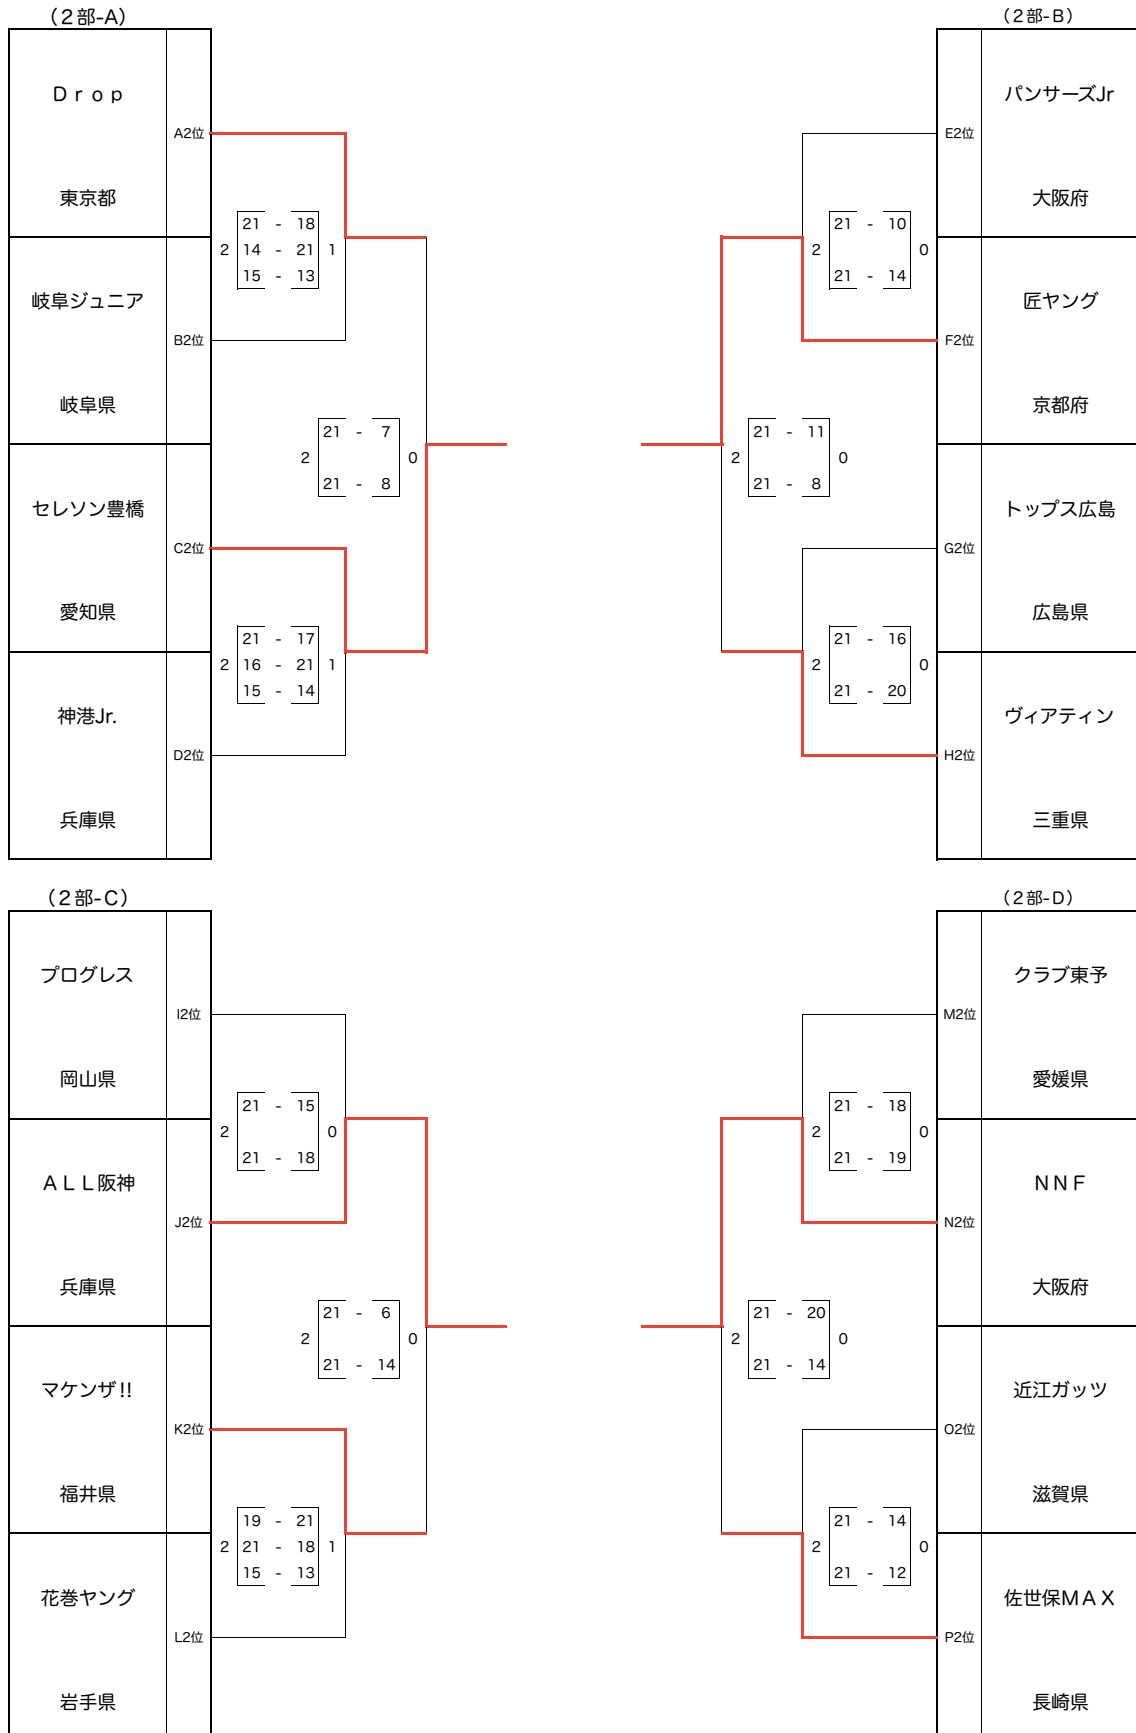 （２部-A）
Ｄｒｏｐ
A2位
東京都
21 - 18
2 14 - 21 1
15 - 13
岐阜ジュニア
B2位
岐阜県
21 - 7
2 0
21 - 8
セレソン豊橋
C2位
愛知県
21 - 17
2 16 - 21 1
15 - 14
神港Jr.
D2位
兵庫県
（２部-B）
パンサーズJr
E2位
大阪府
21 - 10
2 0
21 - 14
匠ヤング
F2位
京都府
21 - 11
2 0
21 - 8
トップス広島
G2位
広島県
21 - 16
2 0
21 - 20
ヴィアティン
H2位
三重県
（２部-C）
プログレス
I2位
岡山県
21 - 15
2 0
21 - 18
ＡＬＬ阪神
J2位
兵庫県
21 - 6
2 0
21 - 14
マケンザ!!
K2位
福井県
19 - 21
2 21 - 18 1
15 - 13
花巻ヤング
L2位
岩手県
（２部-D）
クラブ東予
M2位
愛媛県
21 - 18
2 0
21 - 19
ＮＮＦ
N2位
大阪府
21 - 20
2 0
21 - 14
近江ガッツ
O2位
滋賀県
21 - 14
2 0
21 - 12
佐世保ＭＡＸ
P2位
長崎県